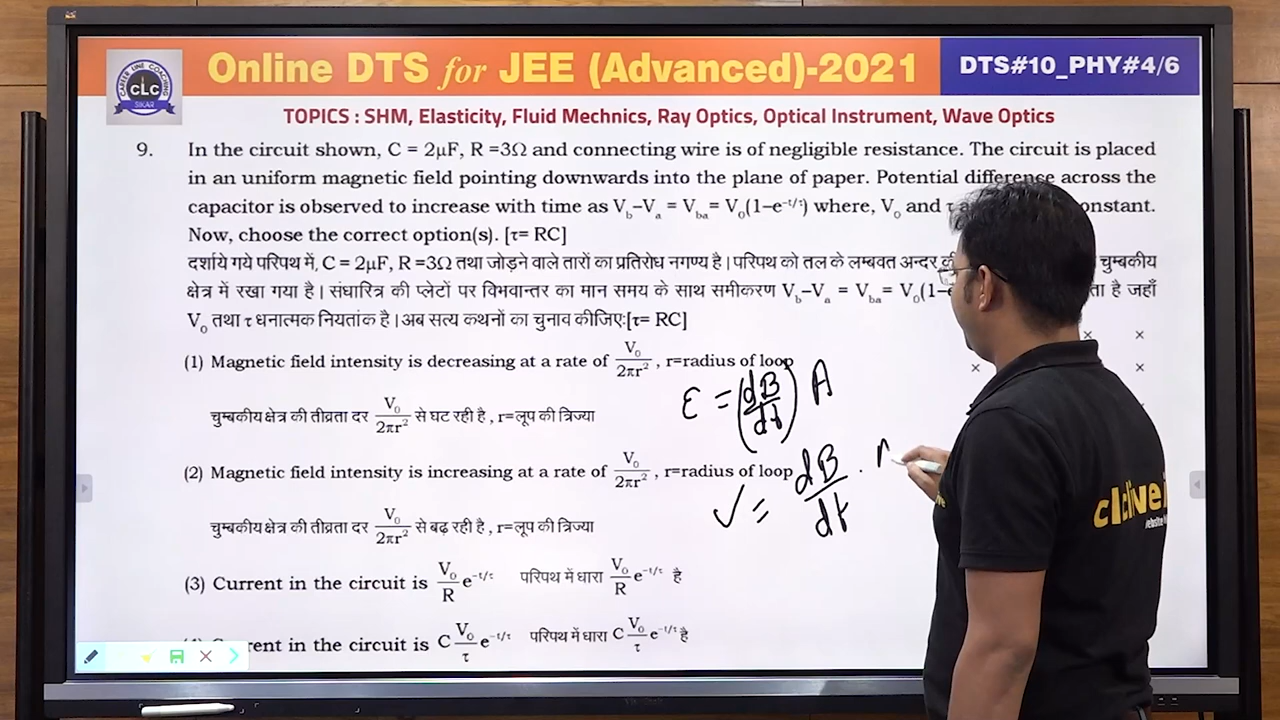 Online DTS for JEE (Advanced)-2021
DTS#10_PHY#4/6
CAREER LINE COACHING
CLC
SIKAR
TOPICS : SHM, Elasticity, Fluid Mechnics, Ray Optics, Optical Instrument, Wave Optics
9. In the circuit shown, C = 2μF, R =3Ω and connecting wire is of negligible resistance. The circuit is placed
in an uniform magnetic field pointing downwards into the plane of paper. Potential difference across the
capacitor is observed to increase with time as V_b–V_a = V_ba= V_0(1–e^–t/τ) where, V_0 and τ constant.
Now, choose the correct option(s). [τ= RC]
दर्शाये गये परिपथ में, C = 2μF, R =3Ω तथा जोड़ने वाले तारों का प्रतिरोध नगण्य है। परिपथ को तल के लम्बवत अन्दर चुम्बकीय
क्षेत्र में रखा गया है। संधारित्र की प्लेटों पर विभवान्तर का मान समय के साथ समीकरण V_b–V_a = V_ba= V_0(1– है जहाँ
V_0 तथा τ धनात्मक नियतांक है। अब सत्य कथनों का चुनाव कीजिए:[τ= RC]
× ×
× ×
(1) Magnetic field intensity is decreasing at a rate of V_0/2πr², r=radius of loop
ε = (dB/dt) A
चुम्बकीय क्षेत्र की तीव्रता दर V_0/2πr² से घट रही है, r=लूप की त्रिज्या
(2) Magnetic field intensity is increasing at a rate of V_0/2πr², r=radius of loop
V = dB/dt ·
चुम्बकीय क्षेत्र की तीव्रता दर V_0/2πr² से बढ़ रही है, r=लूप की त्रिज्या
(3) Current in the circuit is V_0/R e^–t/τ परिपथ में धारा V_0/R e^–t/τ है
rent in the circuit is C V_0/τ e^–t/τ परिपथ में धारा C V_0/τ e^–t/τ है